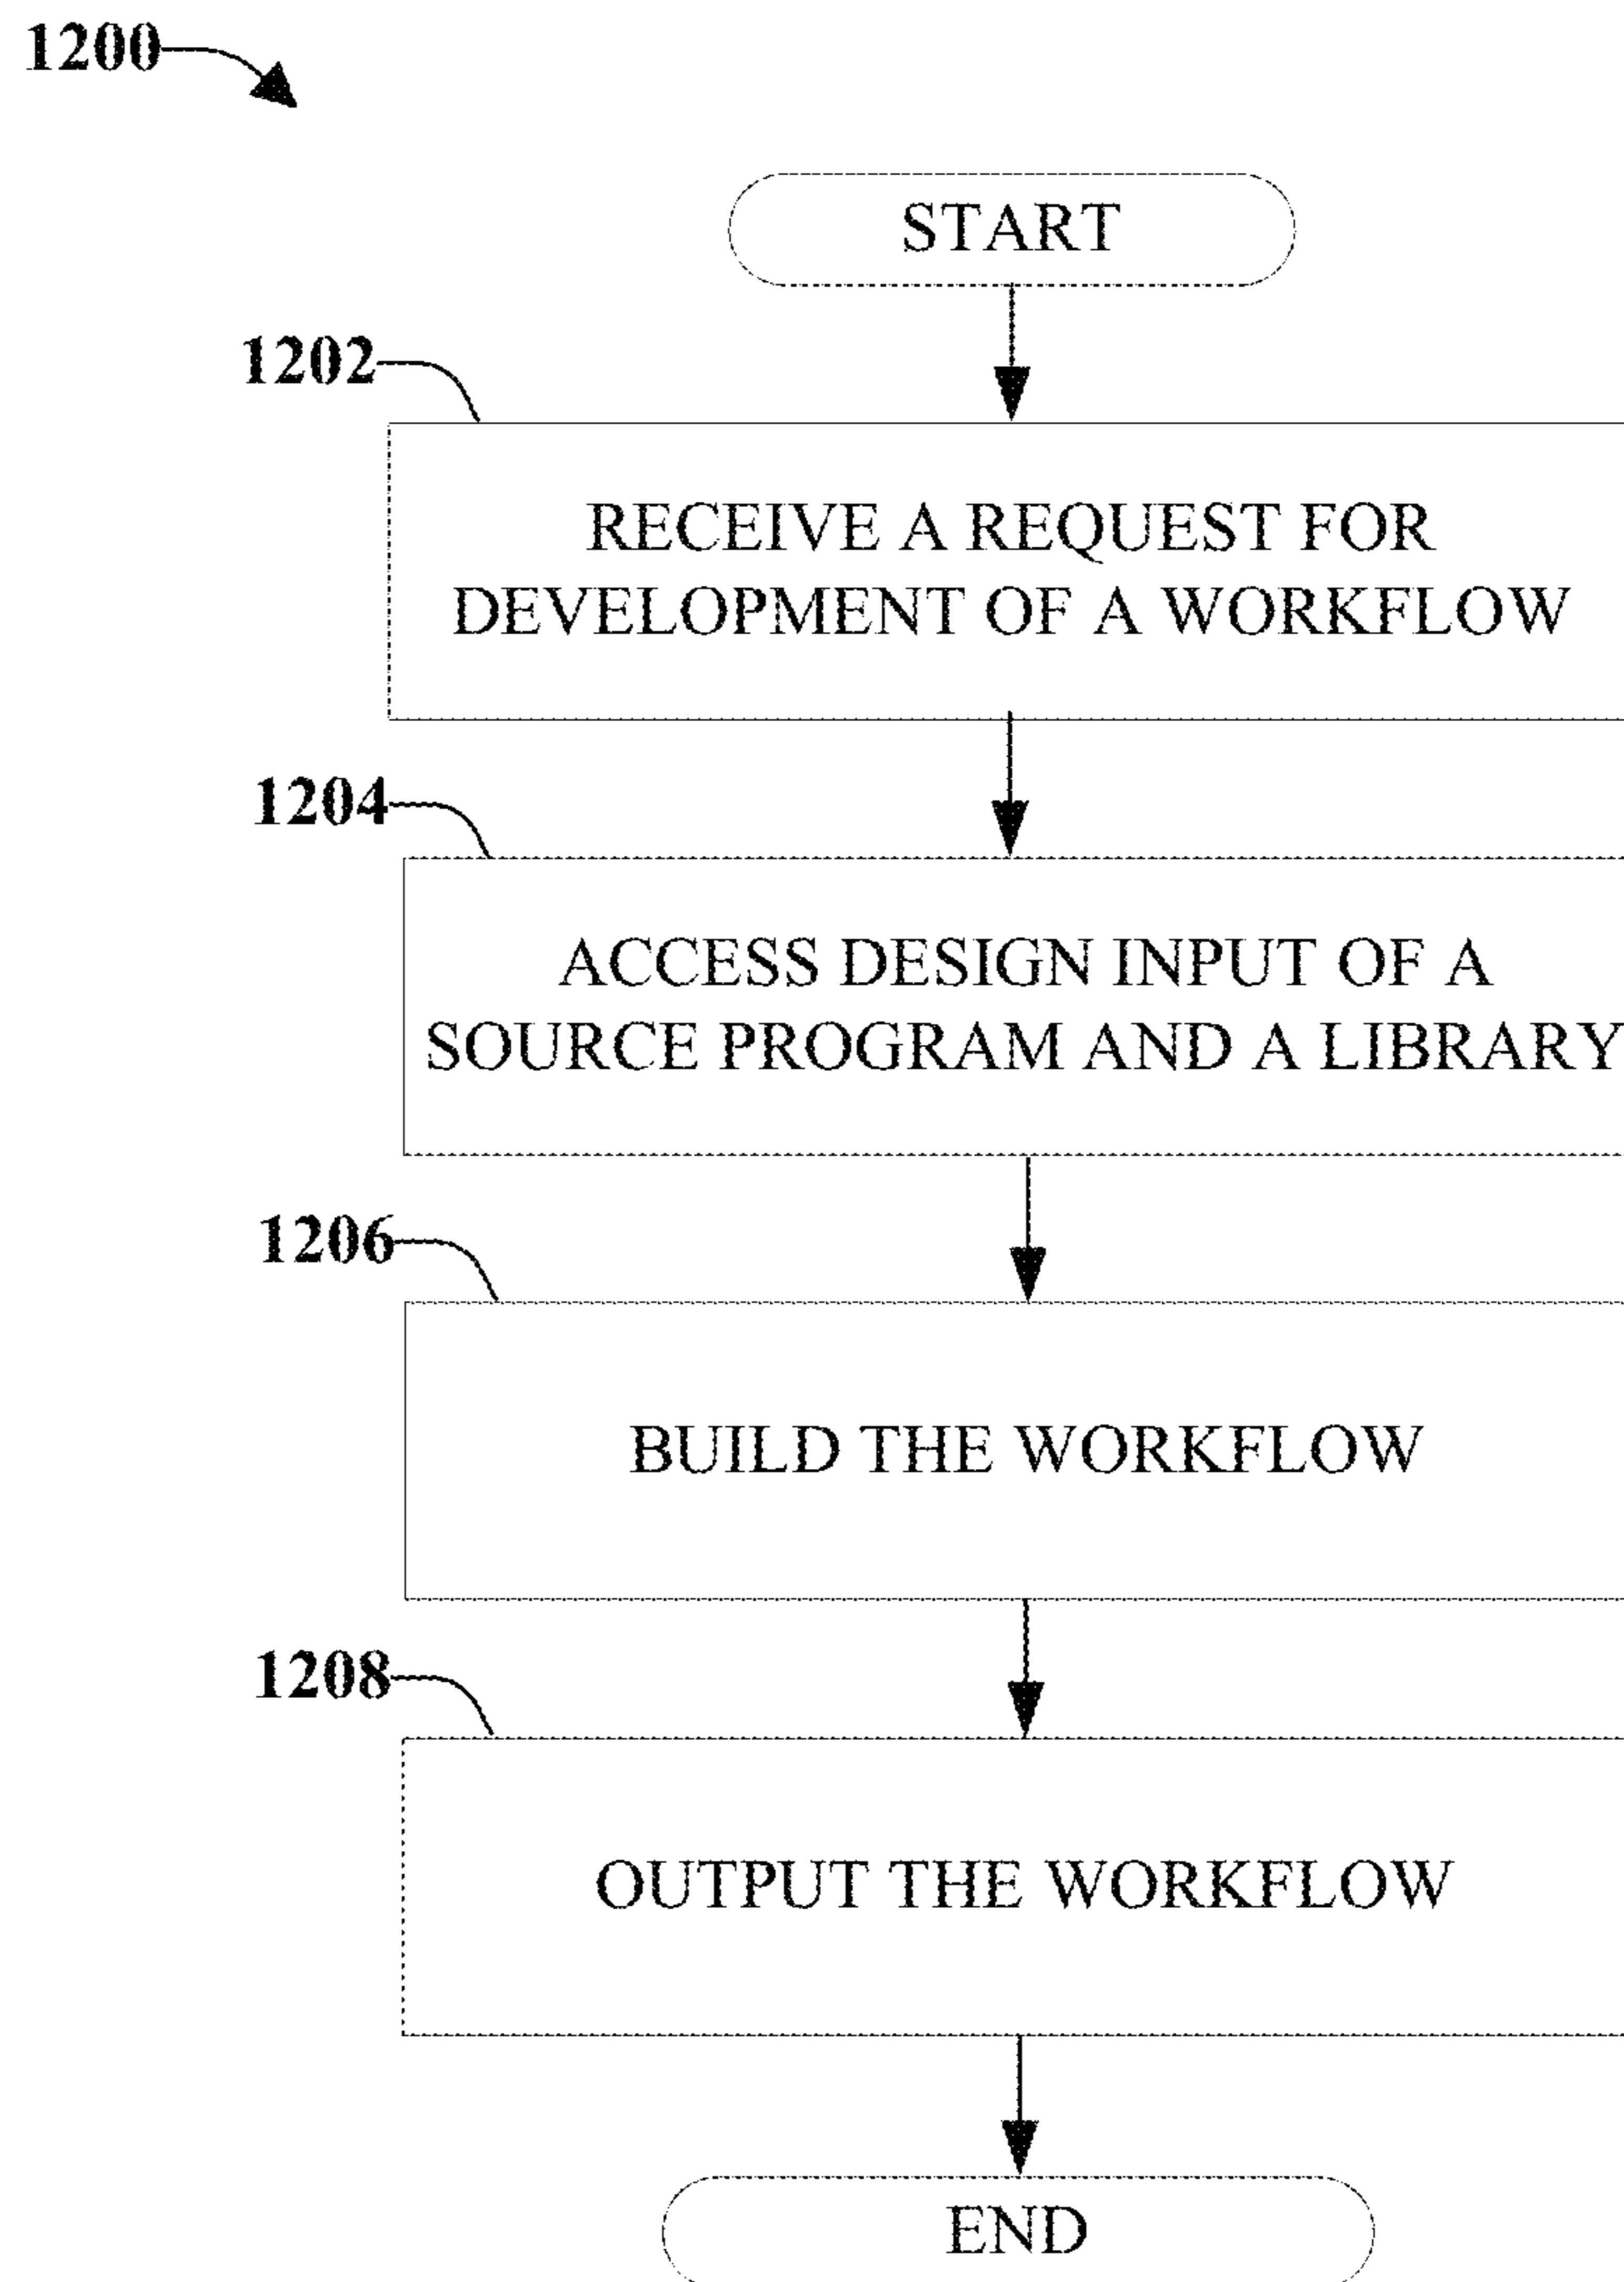 1200
START
1202
RECEIVE A REQUEST FOR
DEVELOPMENT OF A WORKFLOW
1204
ACCESS DESIGN INPUT OF A
SOURCE PROGRAM AND A LIBRARY
1206
BUILD THE WORKFLOW
1208
OUTPUT THE WORKFLOW
END